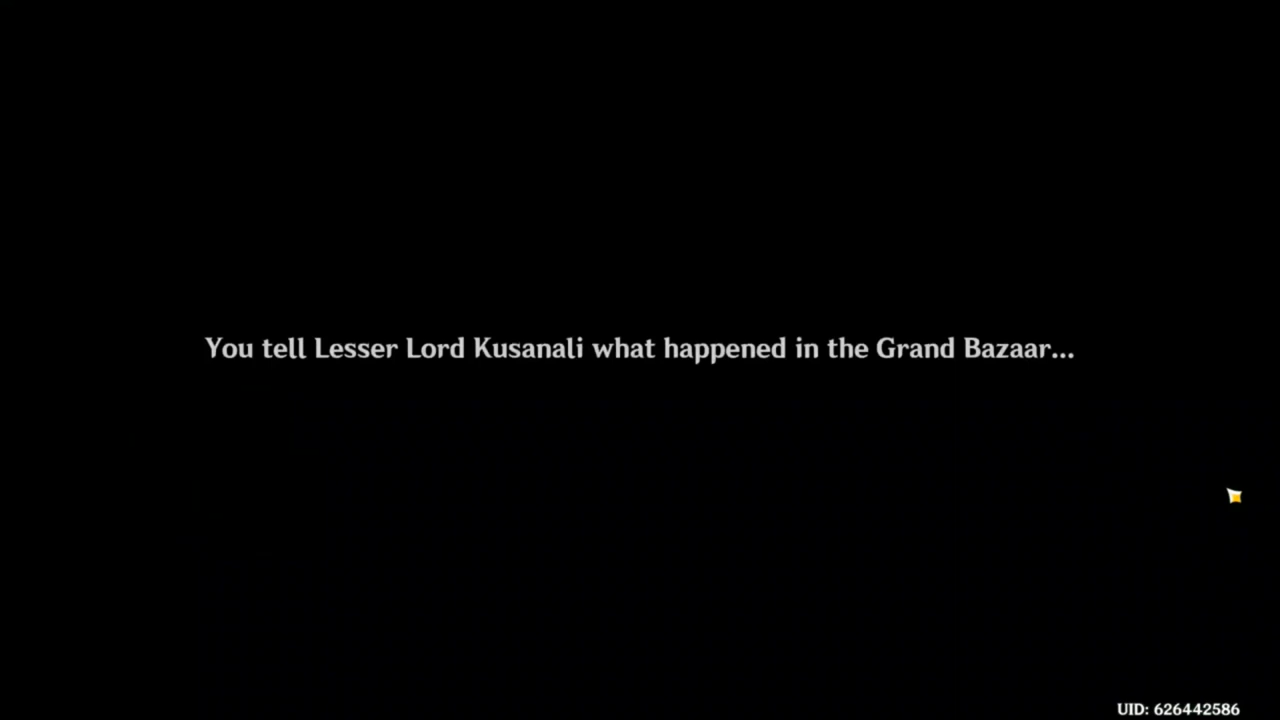 You tell Lesser Lord Kusanali what happened in the Grand Bazaar...
UID: 626442586